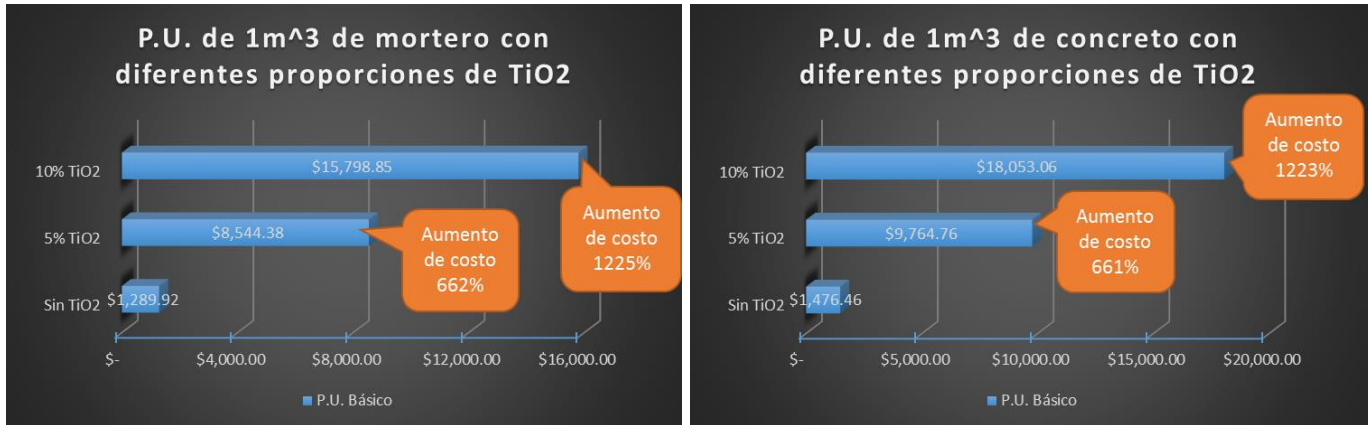 P.U. de 1m^3 de mortero con
diferentes proporciones de TiO2
10% TiO2
$15,798.85
Aumento
de costo
1225%
5% TiO2
$8,544.38
Aumento
de costo
662%
Sin TiO2
$1,289.92
$-
$4,000.00
$8,000.00
$12,000.00
$16,000.00
P.U. Básico
P.U. de 1m^3 de concreto con
diferentes proporciones de TiO2
10% TiO2
$18,053.06
Aumento
de costo
1223%
5% TiO2
$9,764.76
Aumento
de costo
661%
Sin TiO2
$1,476.46
$-
$5,000.00
$10,000.00
$15,000.00
$20,000.00
P.U. Básico